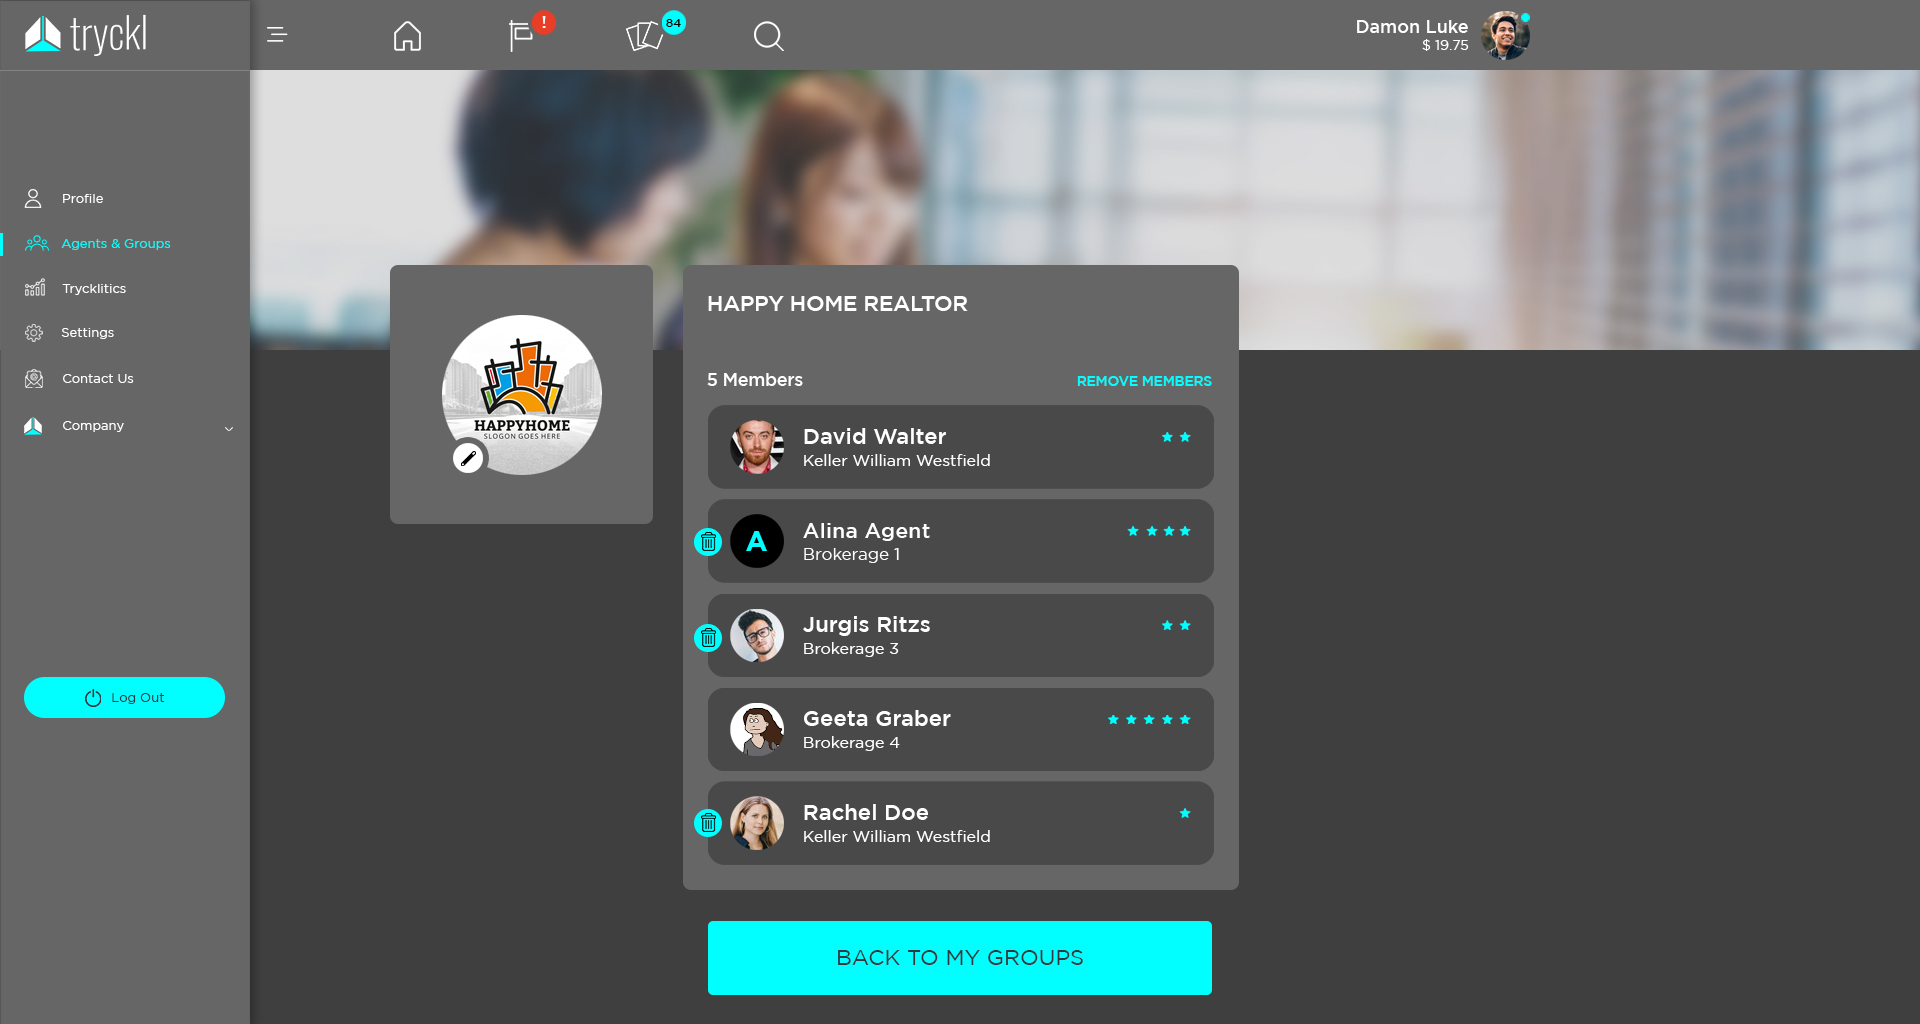 tryckl
!
84
Damon Luke
$ 19.75
Profile
Agents & Groups
Trycklitics
Settings
Contact Us
Company
Log Out
HAPPYHOME
SLOGON GOES HERE
HAPPY HOME REALTOR
5 Members
REMOVE MEMBERS
David Walter
Keller William Westfield
A
Alina Agent
Brokerage 1
Jurgis Ritzs
Brokerage 3
Geeta Graber
Brokerage 4
Rachel Doe
Keller William Westfield
BACK TO MY GROUPS